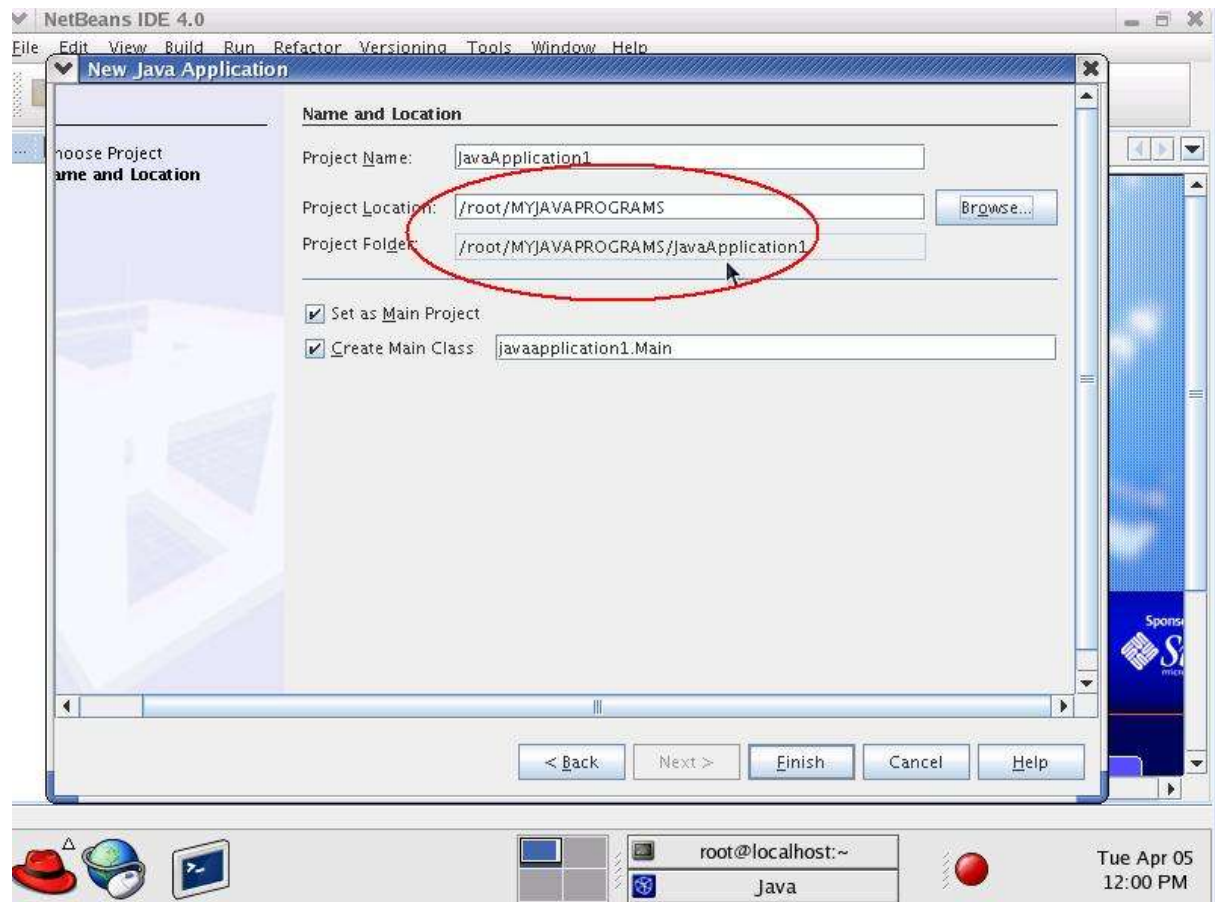 NetBeans IDE 4.0
File Edit View Build Run Refactor Versioning Tools Window Help
New Java Application
Name and Location
hoose Project
ame and Location
Project Name: JavaApplication1
Project Location: /root/MYJAVAPROGRAMS Browse...
Project Folder: /root/MYJAVAPROGRAMS/JavaApplication1
Set as Main Project
Create Main Class javaapplication1.Main
Spons
< Back Next > Finish Cancel Help
root@localhost:~
Java
Tue Apr 05
12:00 PM